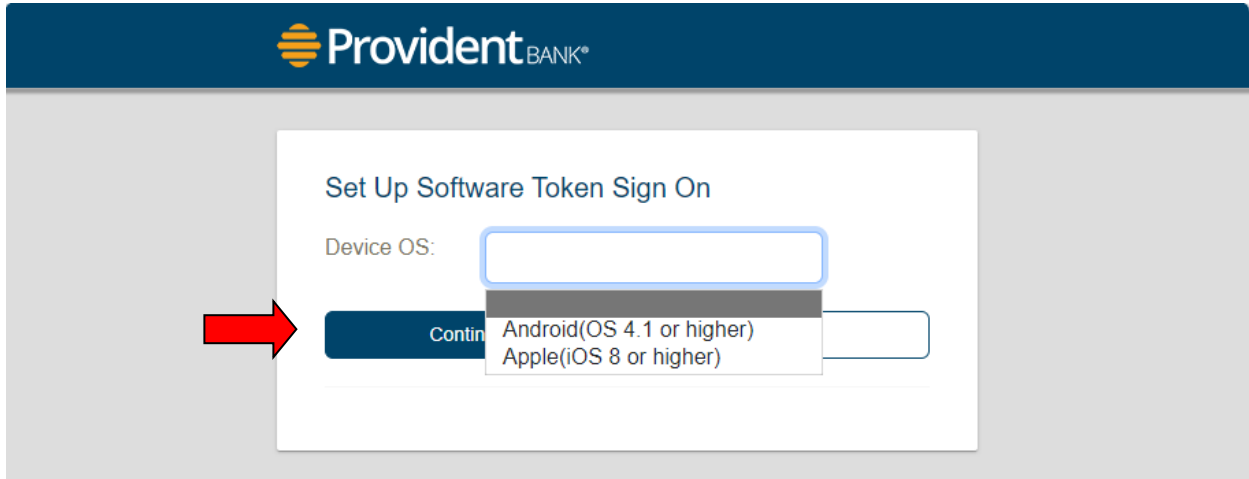 Provident BANK®
Set Up Software Token Sign On
Device OS:
Contin
Android(OS 4.1 or higher)
Apple(iOS 8 or higher)